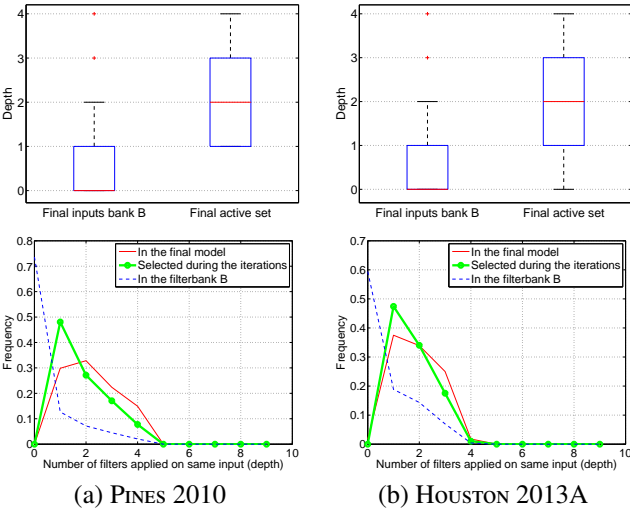 4
3
2
1
0
Depth
Final inputs bank B Final active set
4
3
2
1
0
Depth
Final inputs bank B Final active set
0.8
0.7
0.6
0.5
0.4
0.3
0.2
0.1
0
Frequency
In the final model
Selected during the iterations
In the filterbank B
0 2 4 6 8 10
Number of filters applied on same input (depth)
0.7
0.6
0.5
0.4
0.3
0.2
0.1
0
Frequency
In the final model
Selected during the iterations
In the filterbank B
0 2 4 6 8 10
Number of filters applied on same input (depth)
(a) PINES 2010
(b) HOUSTON 2013A